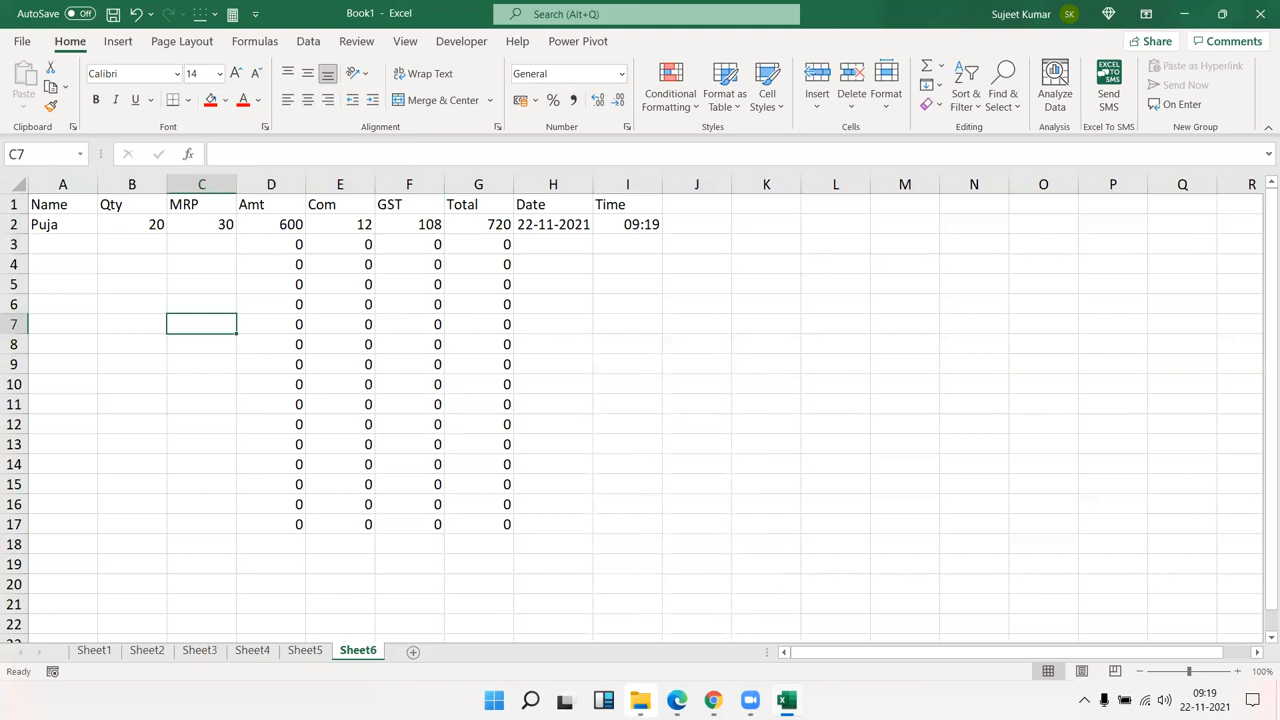 AutoSave Off Book1 - Excel Search (Alt+Q) Sujeet Kumar SK
File Home Insert Page Layout Formulas Data Review View Developer Help Power Pivot Share Comments
Paste Calibri 14 Wrap Text General Conditional Formatting Format as Table Cell Styles Insert Delete Format Sort & Filter Find & Select Analyze Data Send SMS Paste as Hyperlink
B I U Merge & Center % Send Now
On Enter
Clipboard Font Alignment Number Styles Cells Editing Analysis Excel To SMS New Group
C7 fx
A B C D E F G H I J K L M N O P Q R
1 Name Qty MRP Amt Com GST Total Date Time
2 Puja 20 30 600 12 108 720 22-11-2021 09:19
3 0 0 0 0
4 0 0 0 0
5 0 0 0 0
6 0 0 0 0
7 0 0 0 0
8 0 0 0 0
9 0 0 0 0
10 0 0 0 0
11 0 0 0 0
12 0 0 0 0
13 0 0 0 0
14 0 0 0 0
15 0 0 0 0
16 0 0 0 0
17 0 0 0 0
18
19
20
21
22
Sheet1 Sheet2 Sheet3 Sheet4 Sheet5 Sheet6
Ready 100%
09:19
22-11-2021